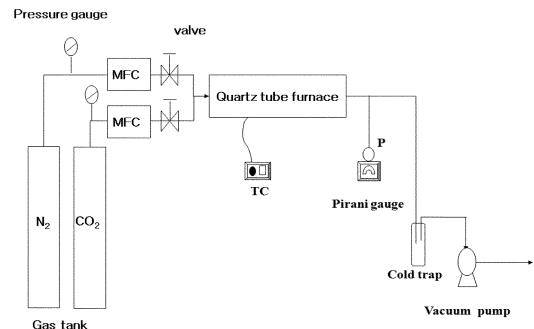 Pressure gauge
valve
MFC
MFC
Quartz tube furnace
P
TC
Pirani gauge
N2
CO2
Cold trap
Vacuum pump
Gas tank